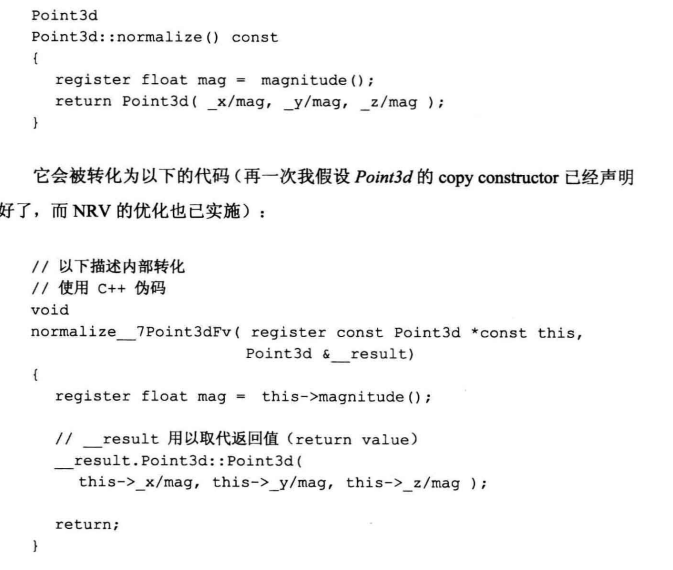 Point3d
Point3d::normalize() const
{
register float mag = magnitude();
return Point3d( _x/mag, _y/mag, _z/mag );
}
它会被转化为以下的代码（再一次我假设 Point3d 的 copy constructor 已经声明
好了，而 NRV 的优化也已实施）：
// 以下描述内部转化
// 使用 C++ 伪码
void
normalize__7Point3dFv( register const Point3d *const this,
Point3d &__result)
{
register float mag = this->magnitude();
// __result 用以取代返回值（return value）
__result.Point3d::Point3d(
this->_x/mag, this->_y/mag, this->_z/mag );
return;
}